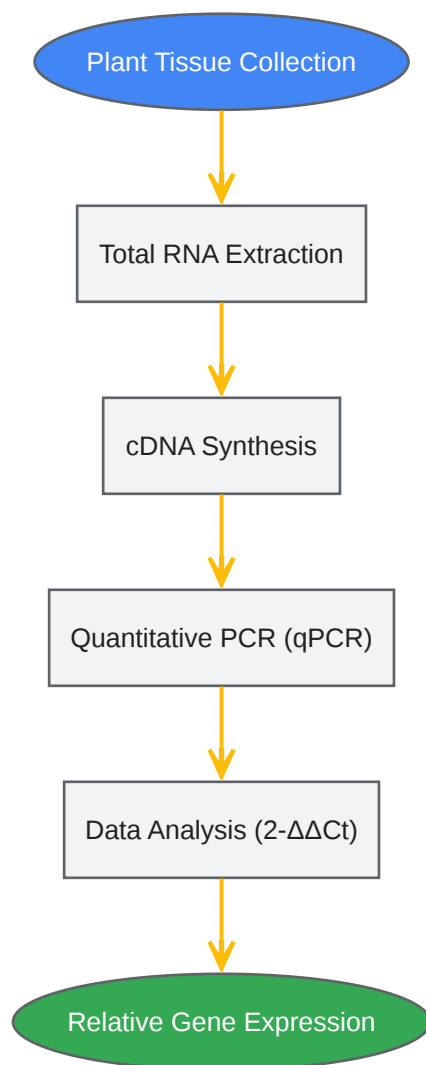 Plant Tissue Collection
Total RNA Extraction
cDNA Synthesis
Quantitative PCR (qPCR)
Data Analysis (2-ΔΔCt)
Relative Gene Expression